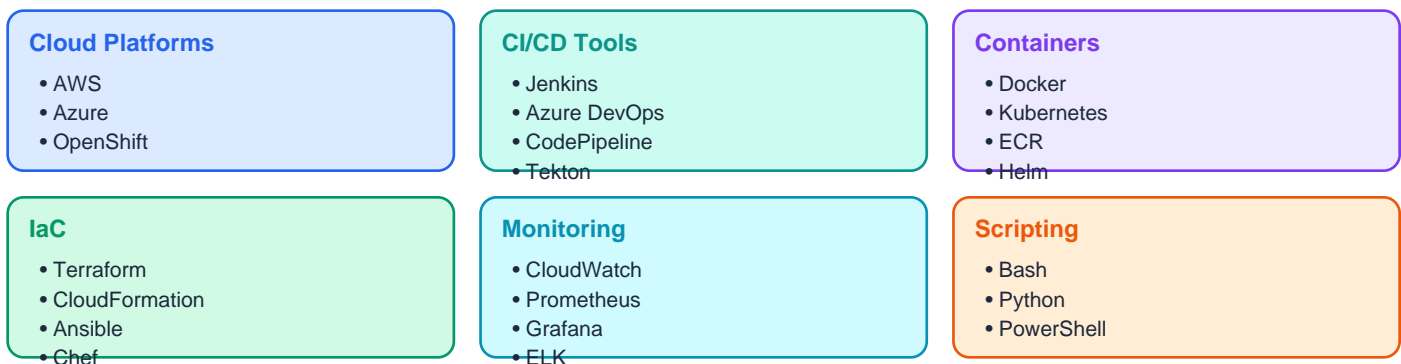 Cloud Platforms
• AWS
• Azure
• OpenShift
CI/CD Tools
• Jenkins
• Azure DevOps
• CodePipeline
• Tekton
Containers
• Docker
• Kubernetes
• ECR
• Helm
IaC
• Terraform
• CloudFormation
• Ansible
• Chef
Monitoring
• CloudWatch
• Prometheus
• Grafana
• ELK
Scripting
• Bash
• Python
• PowerShell